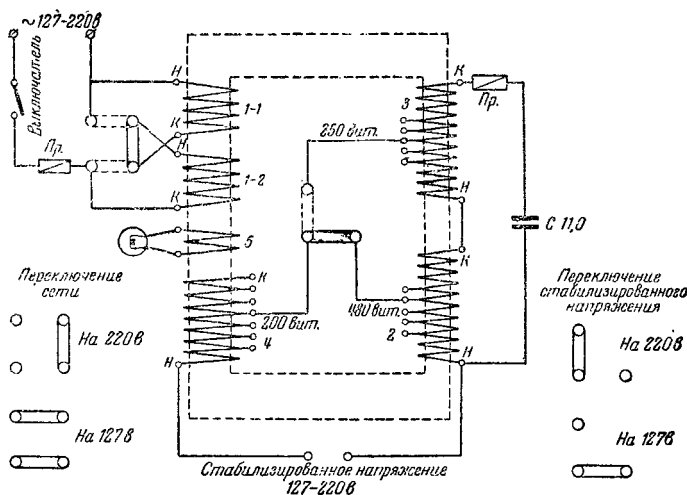 ~127-220в
Выключатель
Пр.
Н
1-1
К
Н
1-2
К
5
К
200 вит.
4
Н
К
Пр.
3
250 вит.
Н
К
480 вит.
2
Н
С 11,0
Переключение
сети
На 220в
На 127в
Переключение
стабилизированного
напряжения
На 220в
На 127в
Стабилизированное напряжение
127-220в